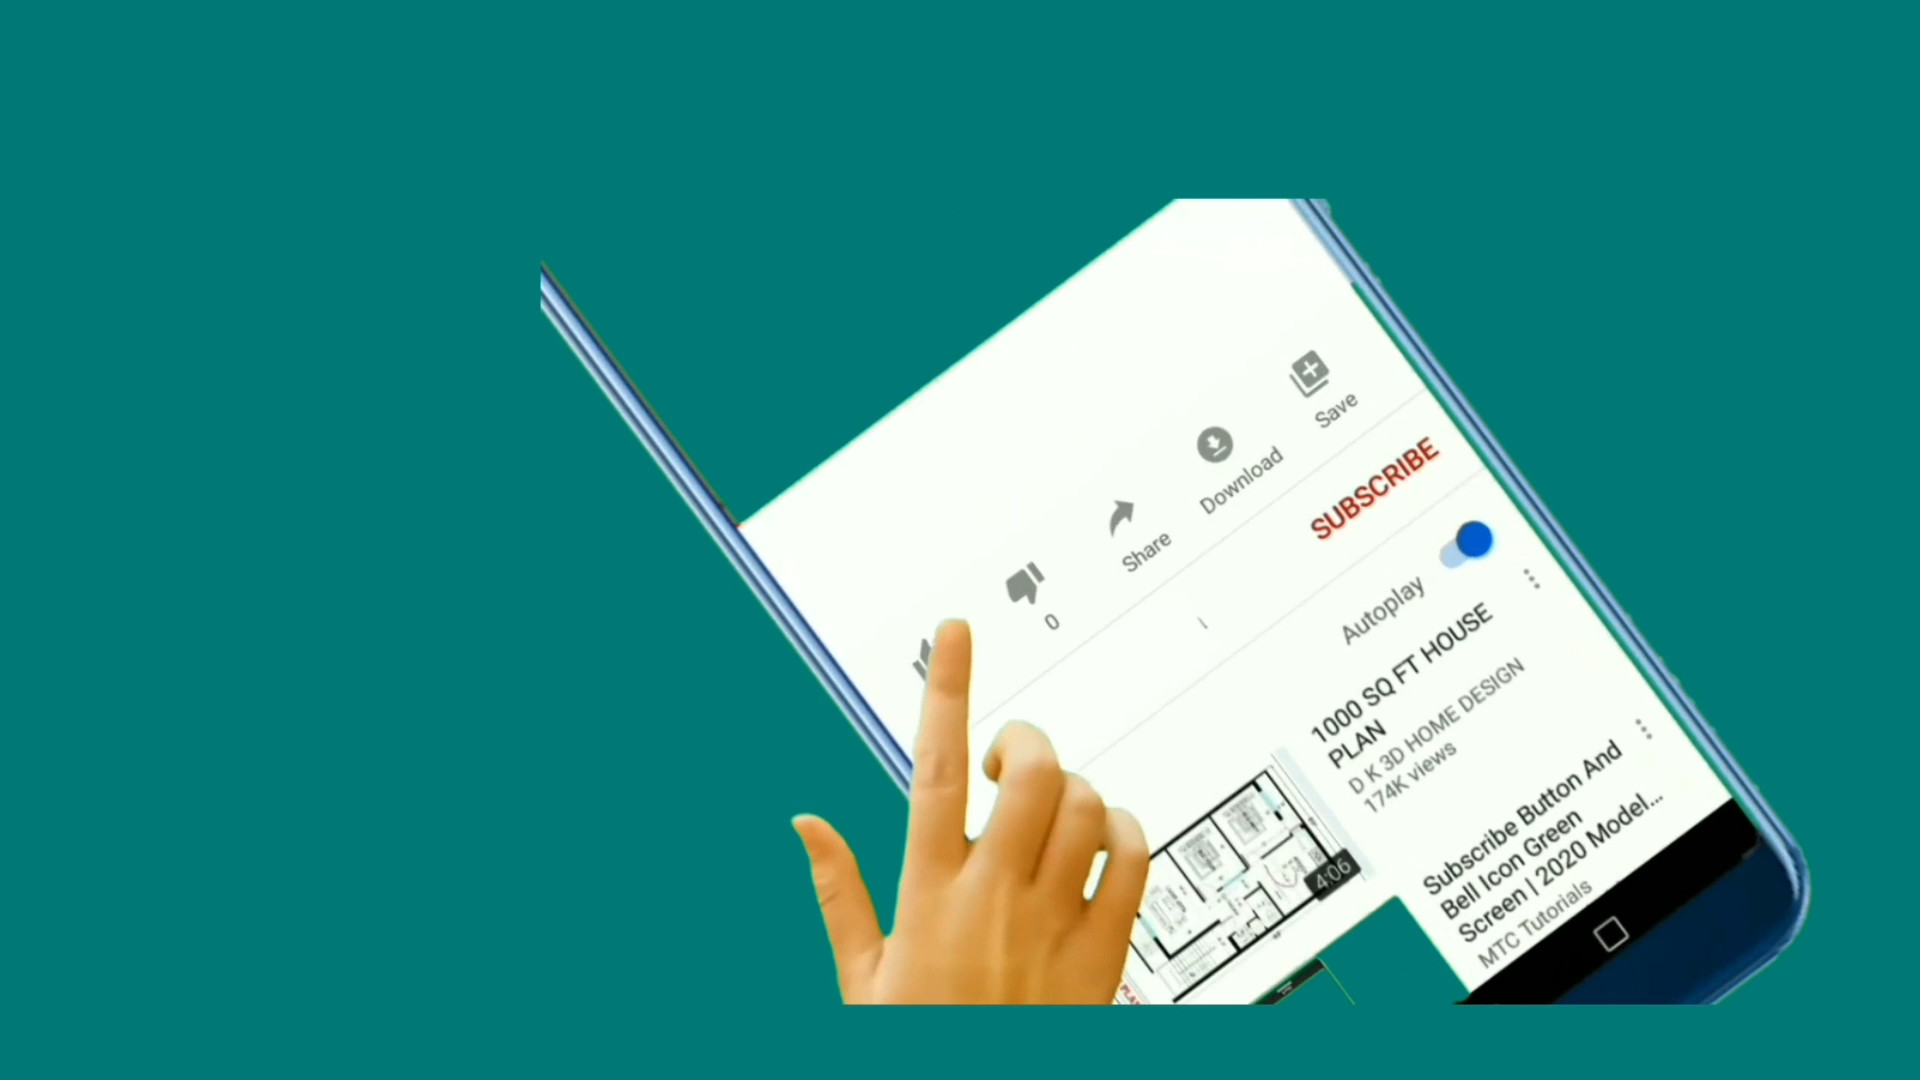 Save
Download
Share
0
SUBSCRIBE
Autoplay
1000 SQ FT HOUSE
PLAN
D K 3D HOME DESIGN
174K views
4:06
Subscribe Button And
Bell Icon Green
Screen | 2020 Model...
MTC Tutorials